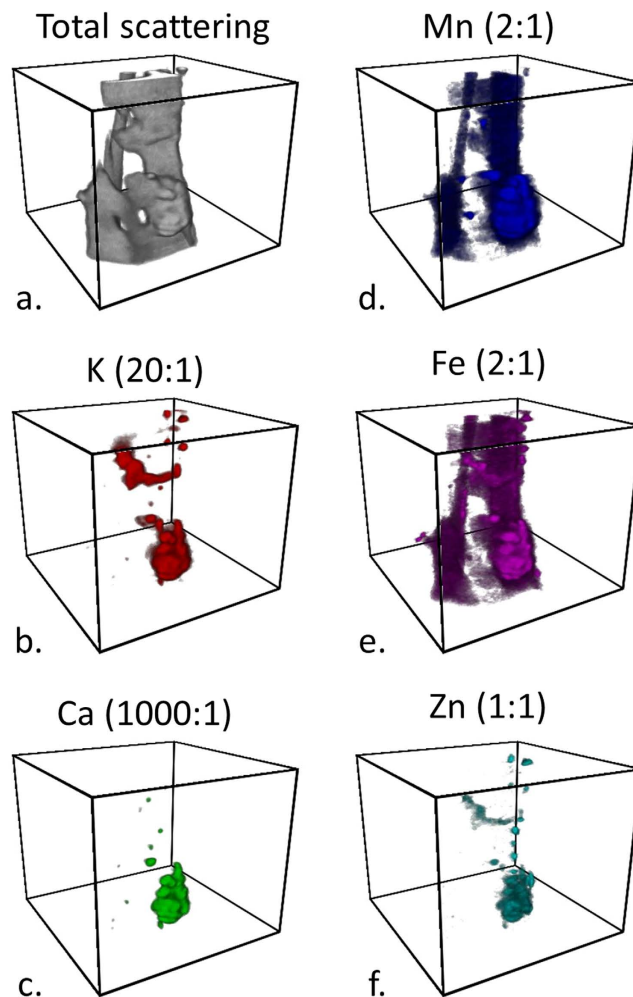 Total scattering
Mn (2:1)
a.
d.
K (20:1)
Fe (2:1)
b.
e.
Ca (1000:1)
Zn (1:1)
c.
f.